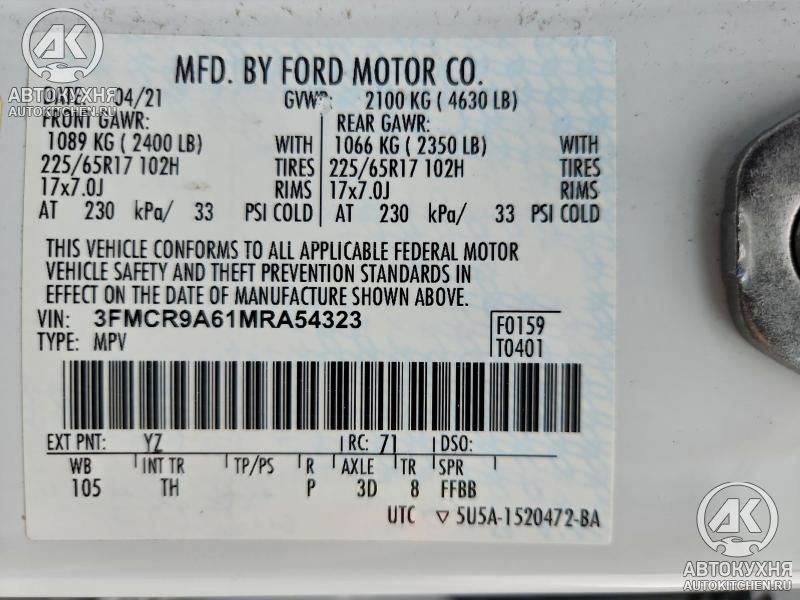 AK
АВТОКУХНЯ
AUTOKUHNYA.RU
MFD. BY FORD MOTOR CO.
DATE: 04/21 GVWR: 2100 KG ( 4630 LB)
FRONT GAWR: REAR GAWR:
1089 KG ( 2400 LB) WITH 1066 KG ( 2350 LB) WITH
225/65R17 102H TIRES 225/65R17 102H TIRES
17x7.0J RIMS 17x7.0J RIMS
AT 230 kPa/ 33 PSI COLD AT 230 kPa/ 33 PSI COLD
THIS VEHICLE CONFORMS TO ALL APPLICABLE FEDERAL MOTOR
VEHICLE SAFETY AND THEFT PREVENTION STANDARDS IN
EFFECT ON THE DATE OF MANUFACTURE SHOWN ABOVE.
VIN: 3FMCR9A61MRA54323 F0159
TYPE: MPV T0401
EXT PNT: YZ RC: 71 DSO:
WB INT TR TP/PS R AXLE TR SPR
105 TH P 3D 8 FFBB
UTC ▽ 5U5A-1520472-BA
AK
АВТОКУХНЯ
AUTOKUHNYA.RU